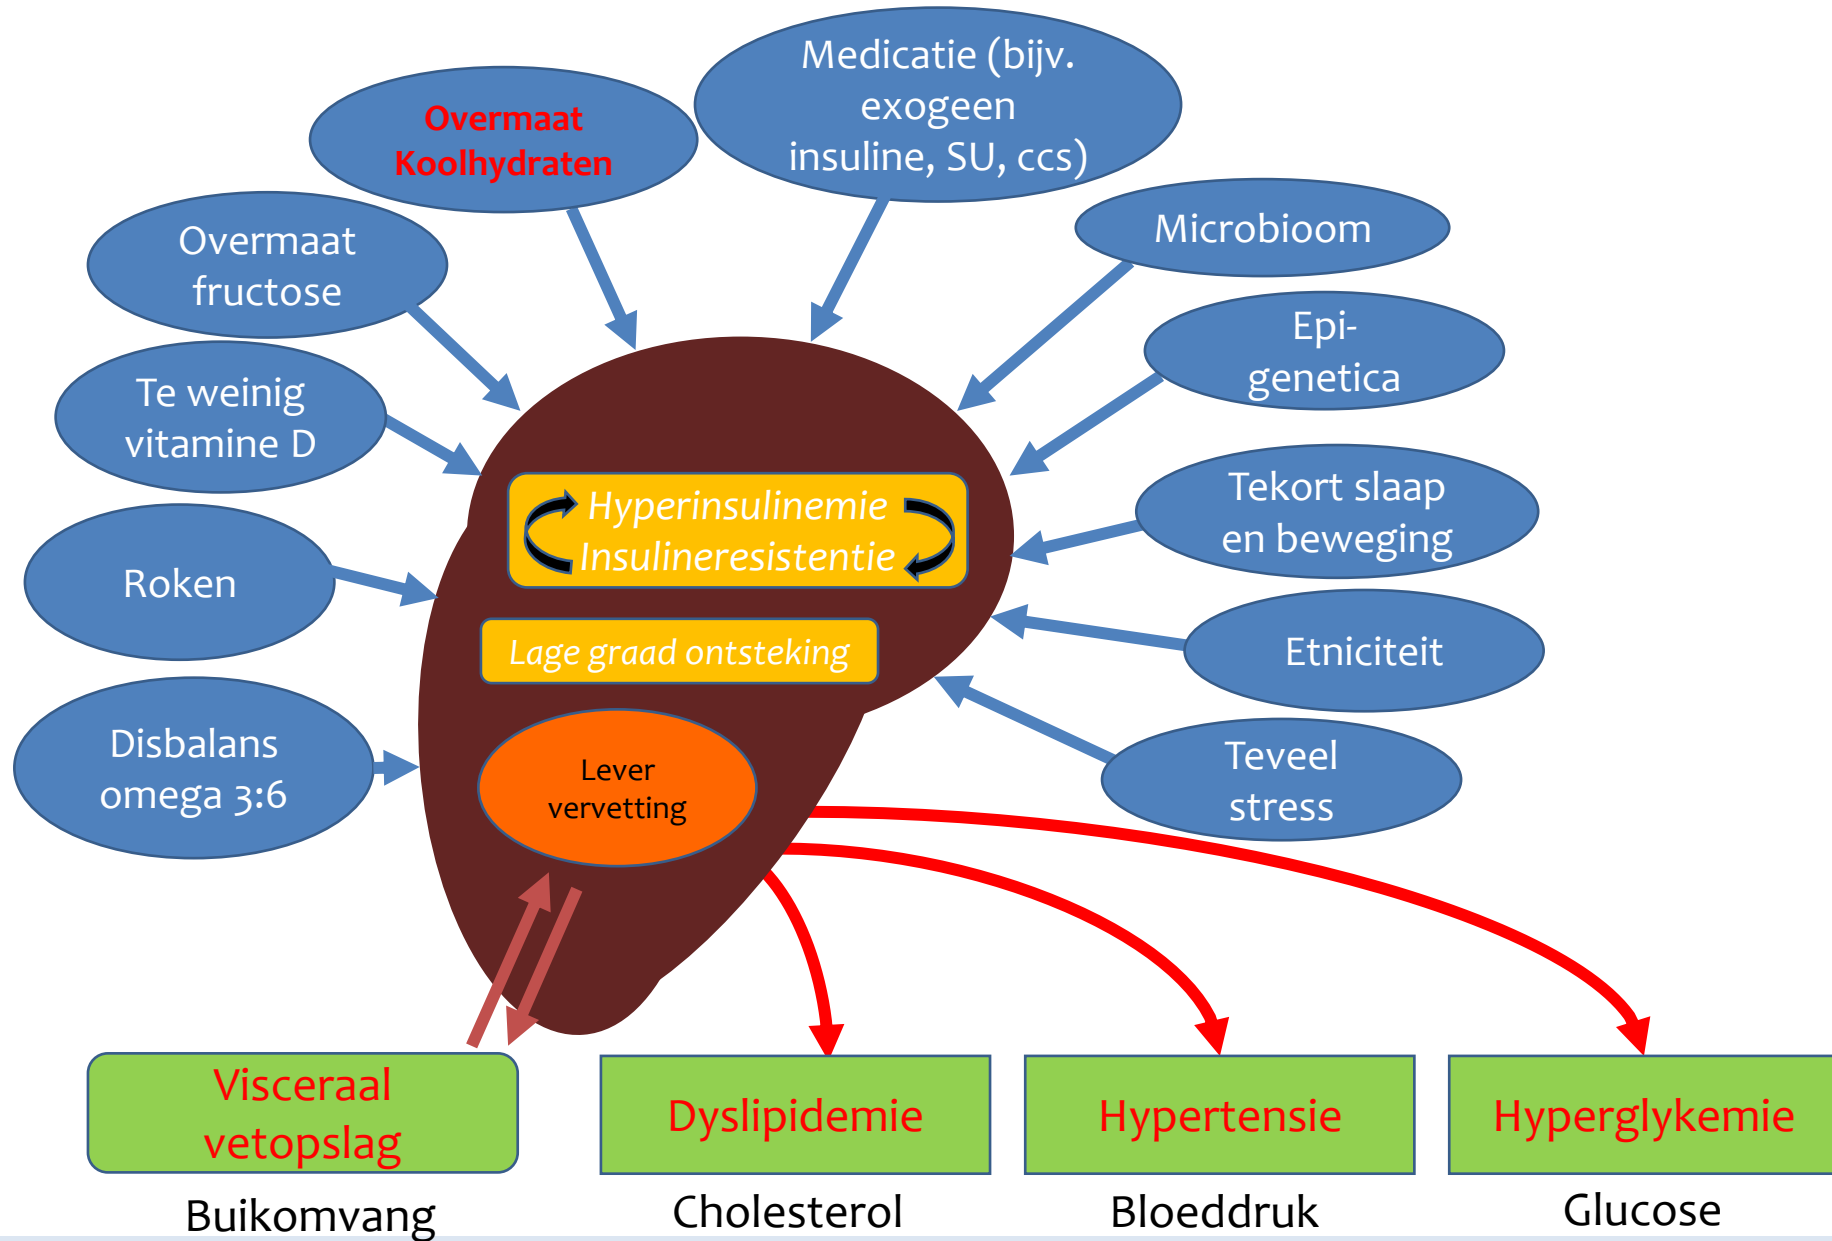 Medicatie (bijv.
exogeen
insuline, SU, ccs)
Overmaat
Koolhydraten
Microbioom
Overmaat
fructose
Epi-
genetica
Te weinig
vitamine D
Tekort slaap
en beweging
Hyperinsulinemie
Insulineresistentie
Roken
Lage graad ontsteking
Etniciteit
Disbalans
omega 3:6
Lever
vervetting
Teveel
stress
Visceraal
vetopslag
Dyslipidemie
Hypertensie
Hyperglykemie
Buikomvang
Cholesterol
Bloeddruk
Glucose